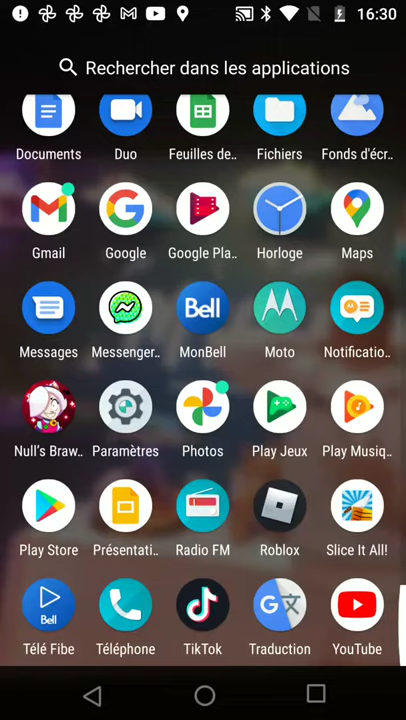 16:30
Rechercher dans les applications
Documents Duo Feuilles de.. Fichiers Fonds d'écr..
Gmail Google Google Pla.. Horloge Maps
Bell
Messages Messenger.. MonBell Moto Notificatio..
Null's Braw.. Paramètres Photos Play Jeux Play Musiq..
Play Store Présentati.. Radio FM Roblox Slice It All!
Bell
Télé Fibe Téléphone TikTok Traduction YouTube